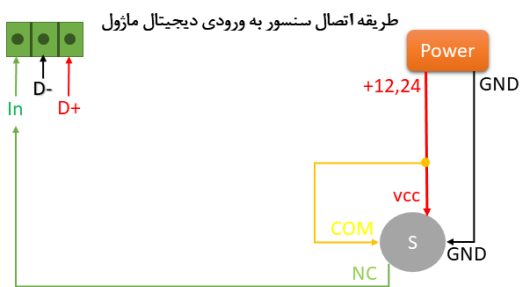 طریقه اتصال سنسور به ورودی دیجیتال ماژول
Power
+12,24
GND
D-
In
D+
vcc
COM
S
GND
NC